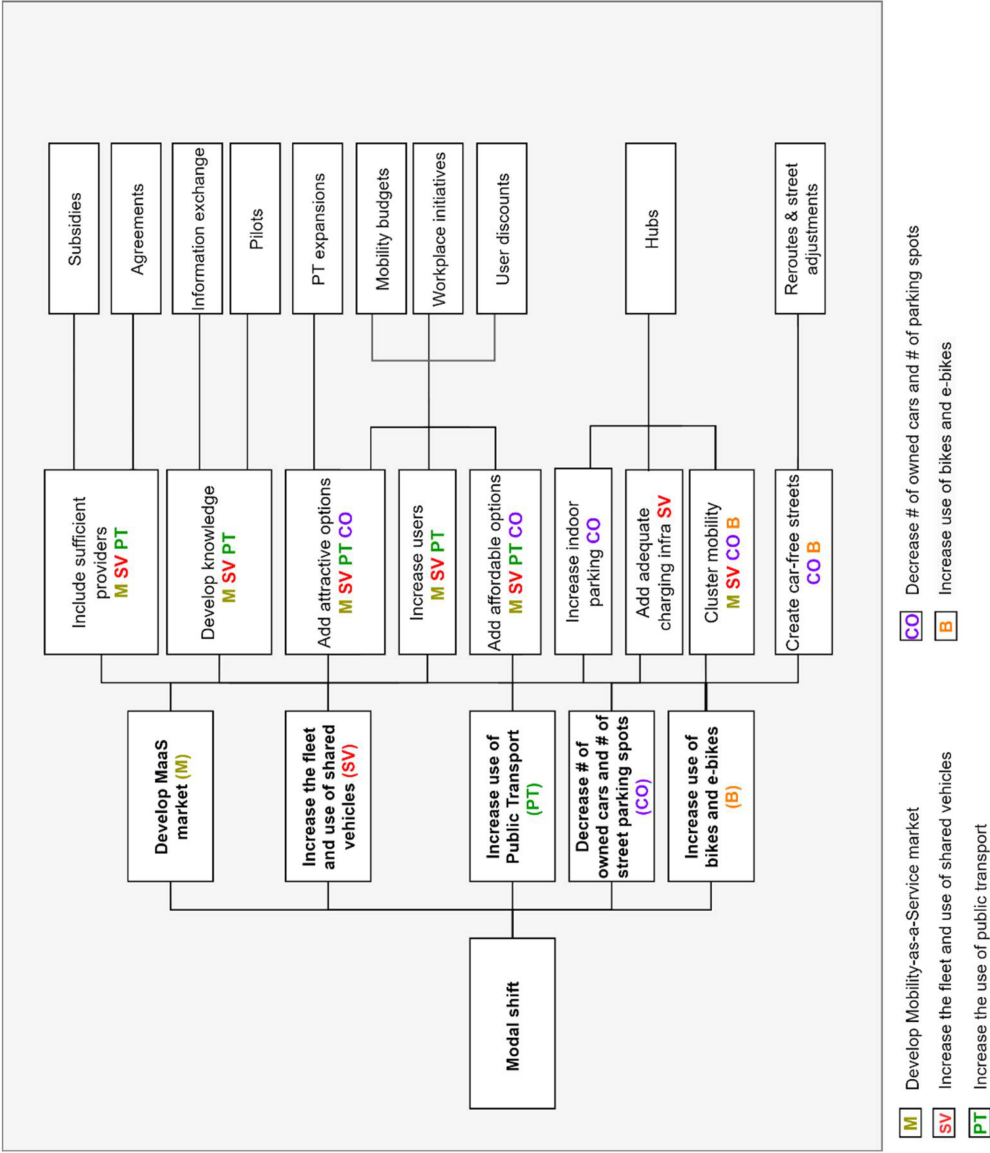 Modal shift
Develop MaaS
market (M)
Increase the fleet
and use of shared
vehicles (SV)
Increase use of
Public Transport
(PT)
Decrease # of
owned cars and # of
street parking spots
(CO)
Increase use of
bikes and e-bikes
(B)
Include sufficient
providers
M SV PT
Develop knowledge
M SV PT
Add attractive options
M SV PT CO
Increase users
M SV PT
Add affordable options
M SV PT CO
Increase indoor
parking CO
Add adequate
charging infra SV
Cluster mobility
M SV CO B
Create car-free streets
CO B
Subsidies
Agreements
Information exchange
Pilots
PT expansions
Mobility budgets
Workplace initiatives
User discounts
Hubs
Reroutes & street
adjustments
M Develop Mobility-as-a-Service market
SV Increase the fleet and use of shared vehicles
PT Increase the use of public transport
CO Decrease # of owned cars and # of parking spots
B Increase use of bikes and e-bikes